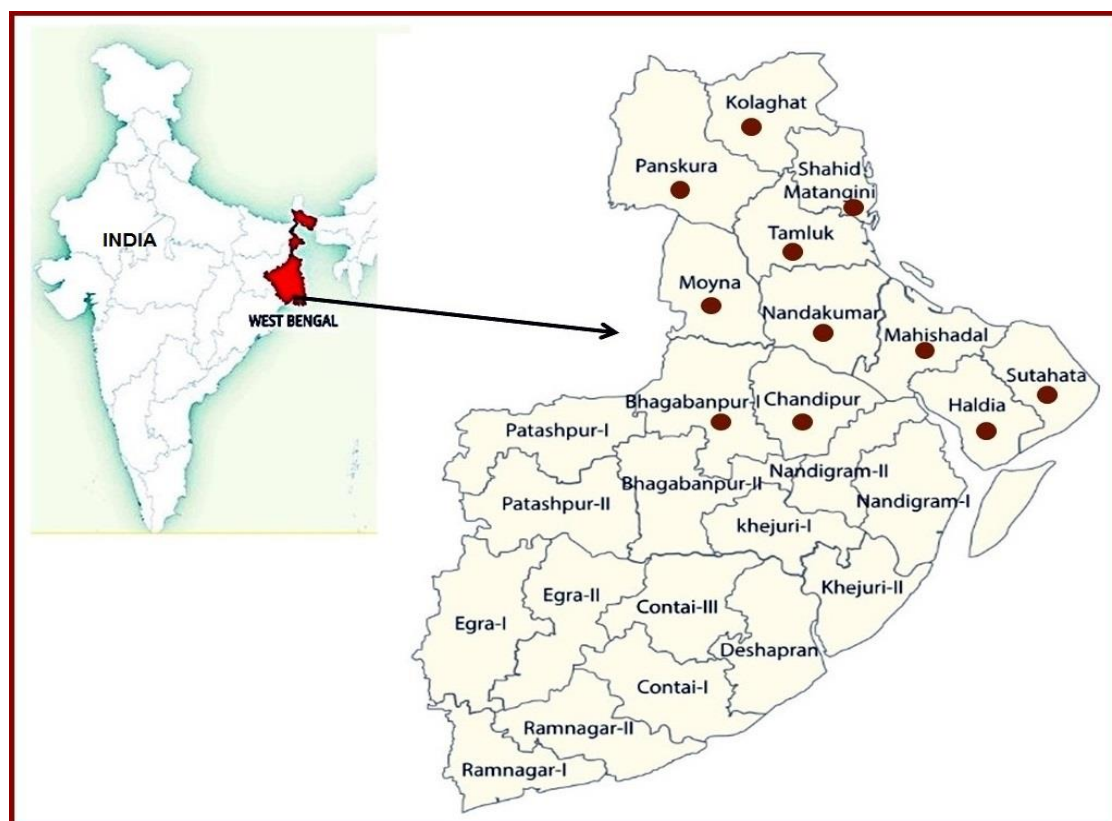 INDIA
WEST BENGAL
Kolaghat
Panskura
Shahid
Matangini
Tamluk
Moyna
Nandakumar
Mahishadal
Sutahata
Haldia
Bhagabanpur-I
Chandipur
Patashpur-I
Nandigram-II
Bhagabanpur-II
Patashpur-II
Nandigram-I
khejuri-I
Khejuri-II
Egra-II
Contai-III
Egra-I
Deshapran
Contai-I
Ramnagar-II
Ramnagar-I